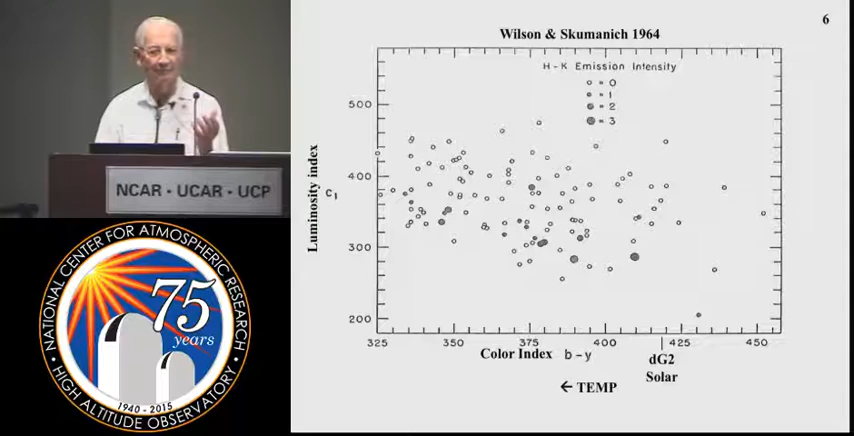 NCAR · UCAR · UCP
NATIONAL CENTER FOR ATMOSPHERIC RESEARCH
75
years
1940 - 2015
HIGH ALTITUDE OBSERVATORY
6
Wilson & Skumanich 1964
H - K Emission Intensity
= 0
= 1
= 2
= 3
500
400
300
200
Luminosity index
c1
325
350
375
400
425
450
Color Index b - y
dG2
Solar
← TEMP